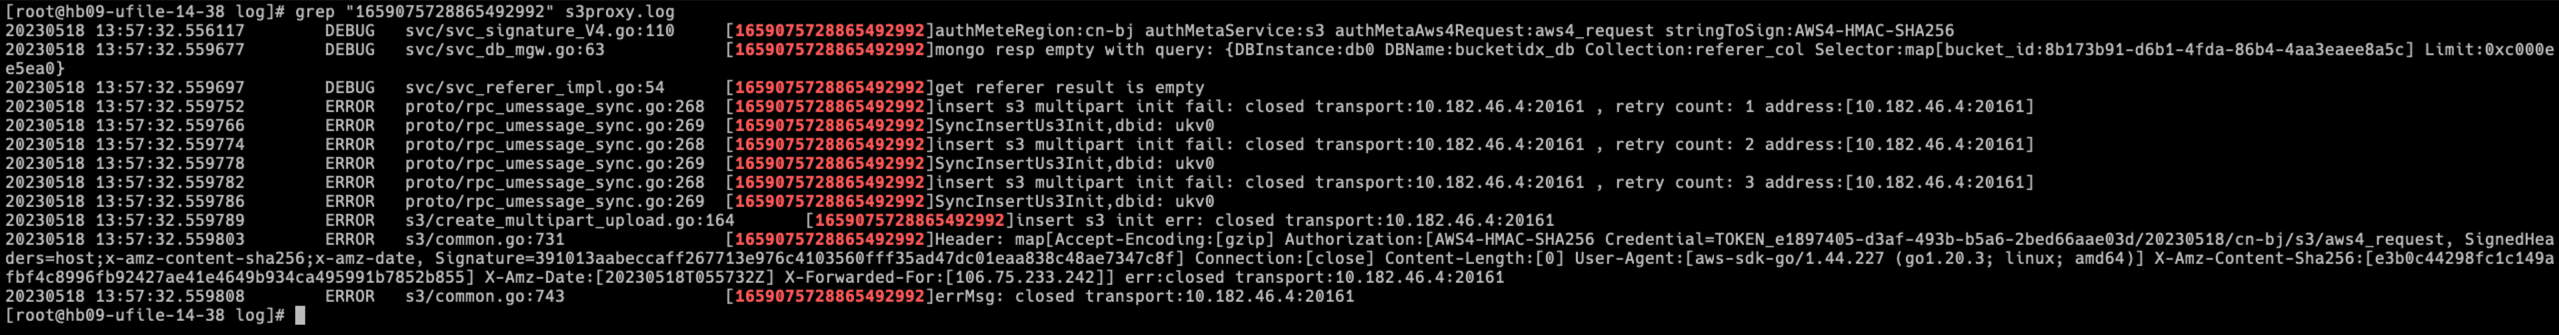 [root@hb09-ufile-14-38 log]# grep "1659075728865492992" s3proxy.log
20230518 13:57:32.556117 DEBUG svc/svc_signature_V4.go:110 [1659075728865492992]authMeteRegion:cn-bj authMetaService:s3 authMetaAws4Request:aws4_request stringToSign:AWS4-HMAC-SHA256
20230518 13:57:32.559677 DEBUG svc/svc_db_mgw.go:63 [1659075728865492992]mongo resp empty with query: {DBInstance:db0 DBName:bucketidx_db Collection:referer_col Selector:map[bucket_id:8b173b91-d6b1-4fda-86b4-4aa3eaee8a5c] Limit:0xc000e
e5ea0}
20230518 13:57:32.559697 DEBUG svc/svc_referer_impl.go:54 [1659075728865492992]get referer result is empty
20230518 13:57:32.559752 ERROR proto/rpc_umessage_sync.go:268 [1659075728865492992]insert s3 multipart init fail: closed transport:10.182.46.4:20161 , retry count: 1 address:[10.182.46.4:20161]
20230518 13:57:32.559766 ERROR proto/rpc_umessage_sync.go:269 [1659075728865492992]SyncInsertUs3Init,dbid: ukv0
20230518 13:57:32.559774 ERROR proto/rpc_umessage_sync.go:268 [1659075728865492992]insert s3 multipart init fail: closed transport:10.182.46.4:20161 , retry count: 2 address:[10.182.46.4:20161]
20230518 13:57:32.559778 ERROR proto/rpc_umessage_sync.go:269 [1659075728865492992]SyncInsertUs3Init,dbid: ukv0
20230518 13:57:32.559782 ERROR proto/rpc_umessage_sync.go:268 [1659075728865492992]insert s3 multipart init fail: closed transport:10.182.46.4:20161 , retry count: 3 address:[10.182.46.4:20161]
20230518 13:57:32.559786 ERROR proto/rpc_umessage_sync.go:269 [1659075728865492992]SyncInsertUs3Init,dbid: ukv0
20230518 13:57:32.559789 ERROR s3/create_multipart_upload.go:164 [1659075728865492992]insert s3 init err: closed transport:10.182.46.4:20161
20230518 13:57:32.559803 ERROR s3/common.go:731 [1659075728865492992]Header: map[Accept-Encoding:[gzip] Authorization:[AWS4-HMAC-SHA256 Credential=TOKEN_e1897405-d3af-493b-b5a6-2bed66aae03d/20230518/cn-bj/s3/aws4_request, SignedHea
ders=host;x-amz-content-sha256;x-amz-date, Signature=391013aabeccaff267713e976c4103560fff35ad47dc01eaa838c48ae7347c8f] Connection:[close] Content-Length:[0] User-Agent:[aws-sdk-go/1.44.227 (go1.20.3; linux; amd64)] X-Amz-Content-Sha256:[e3b0c44298fc1c149a
fbf4c8996fb92427ae41e4649b934ca495991b7852b855] X-Amz-Date:[20230518T055732Z] X-Forwarded-For:[106.75.233.242]] err:closed transport:10.182.46.4:20161
20230518 13:57:32.559808 ERROR s3/common.go:743 [1659075728865492992]errMsg: closed transport:10.182.46.4:20161
[root@hb09-ufile-14-38 log]#